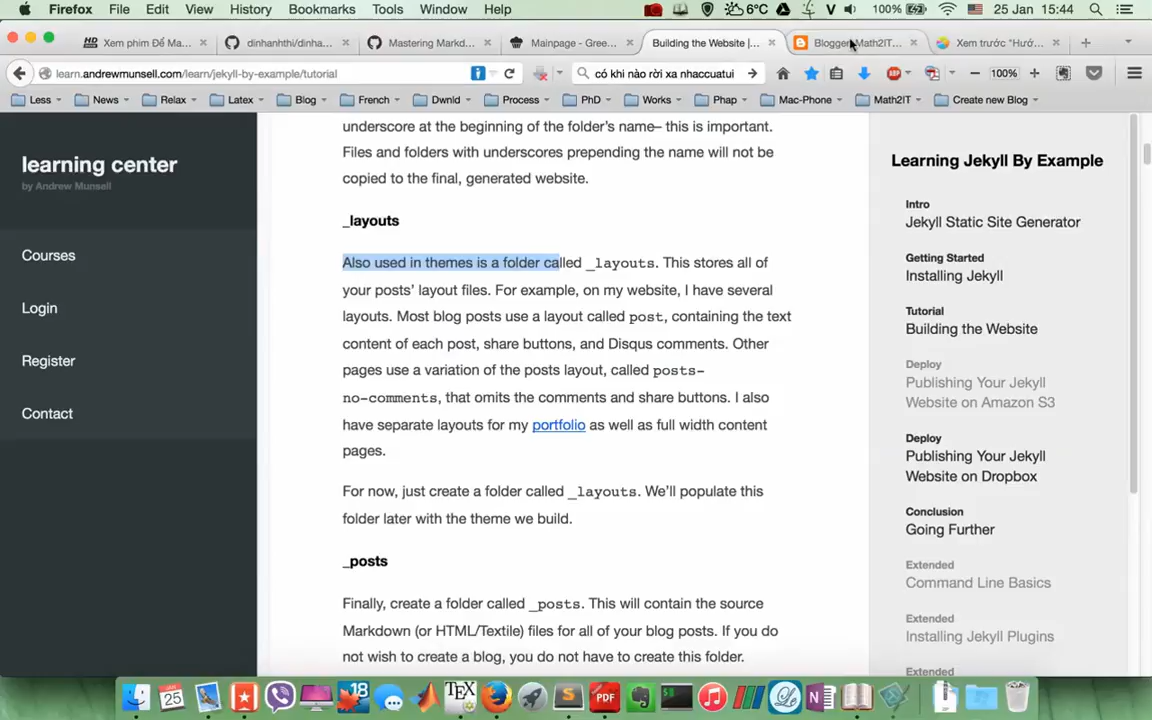 Firefox File Edit View History Bookmarks Tools Window Help 6°C V 100% 25 Jan 15:44
Xem phim Để Ma... dinhanhthi/dinha... Mastering Markd... Mainpage - Gree... Building the Website |... Blogger: Math2IT... Xem trước "Hướ...
learn.andrewmunsell.com/learn/jekyll-by-example/tutorial có khi nào rời xa nhaccuatui 100%
Less News Relax Latex Blog French Dwnld Process PhD Works Phap Mac-Phone Math2IT Create new Blog
learning center
by Andrew Munsell
Courses
Login
Register
Contact
underscore at the beginning of the folder's name– this is important.
Files and folders with underscores prepending the name will not be
copied to the final, generated website.
_layouts
Also used in themes is a folder called _layouts. This stores all of
your posts' layout files. For example, on my website, I have several
layouts. Most blog posts use a layout called post, containing the text
content of each post, share buttons, and Disqus comments. Other
pages use a variation of the posts layout, called posts-
no-comments, that omits the comments and share buttons. I also
have separate layouts for my portfolio as well as full width content
pages.
For now, just create a folder called _layouts. We'll populate this
folder later with the theme we build.
_posts
Finally, create a folder called _posts. This will contain the source
Markdown (or HTML/Textile) files for all of your blog posts. If you do
not wish to create a blog, you do not have to create this folder.
Learning Jekyll By Example
Intro
Jekyll Static Site Generator
Getting Started
Installing Jekyll
Tutorial
Building the Website
Deploy
Publishing Your Jekyll
Website on Amazon S3
Deploy
Publishing Your Jekyll
Website on Dropbox
Conclusion
Going Further
Extended
Command Line Basics
Extended
Installing Jekyll Plugins
Extended
JAN 25 18 TEX S PDF N